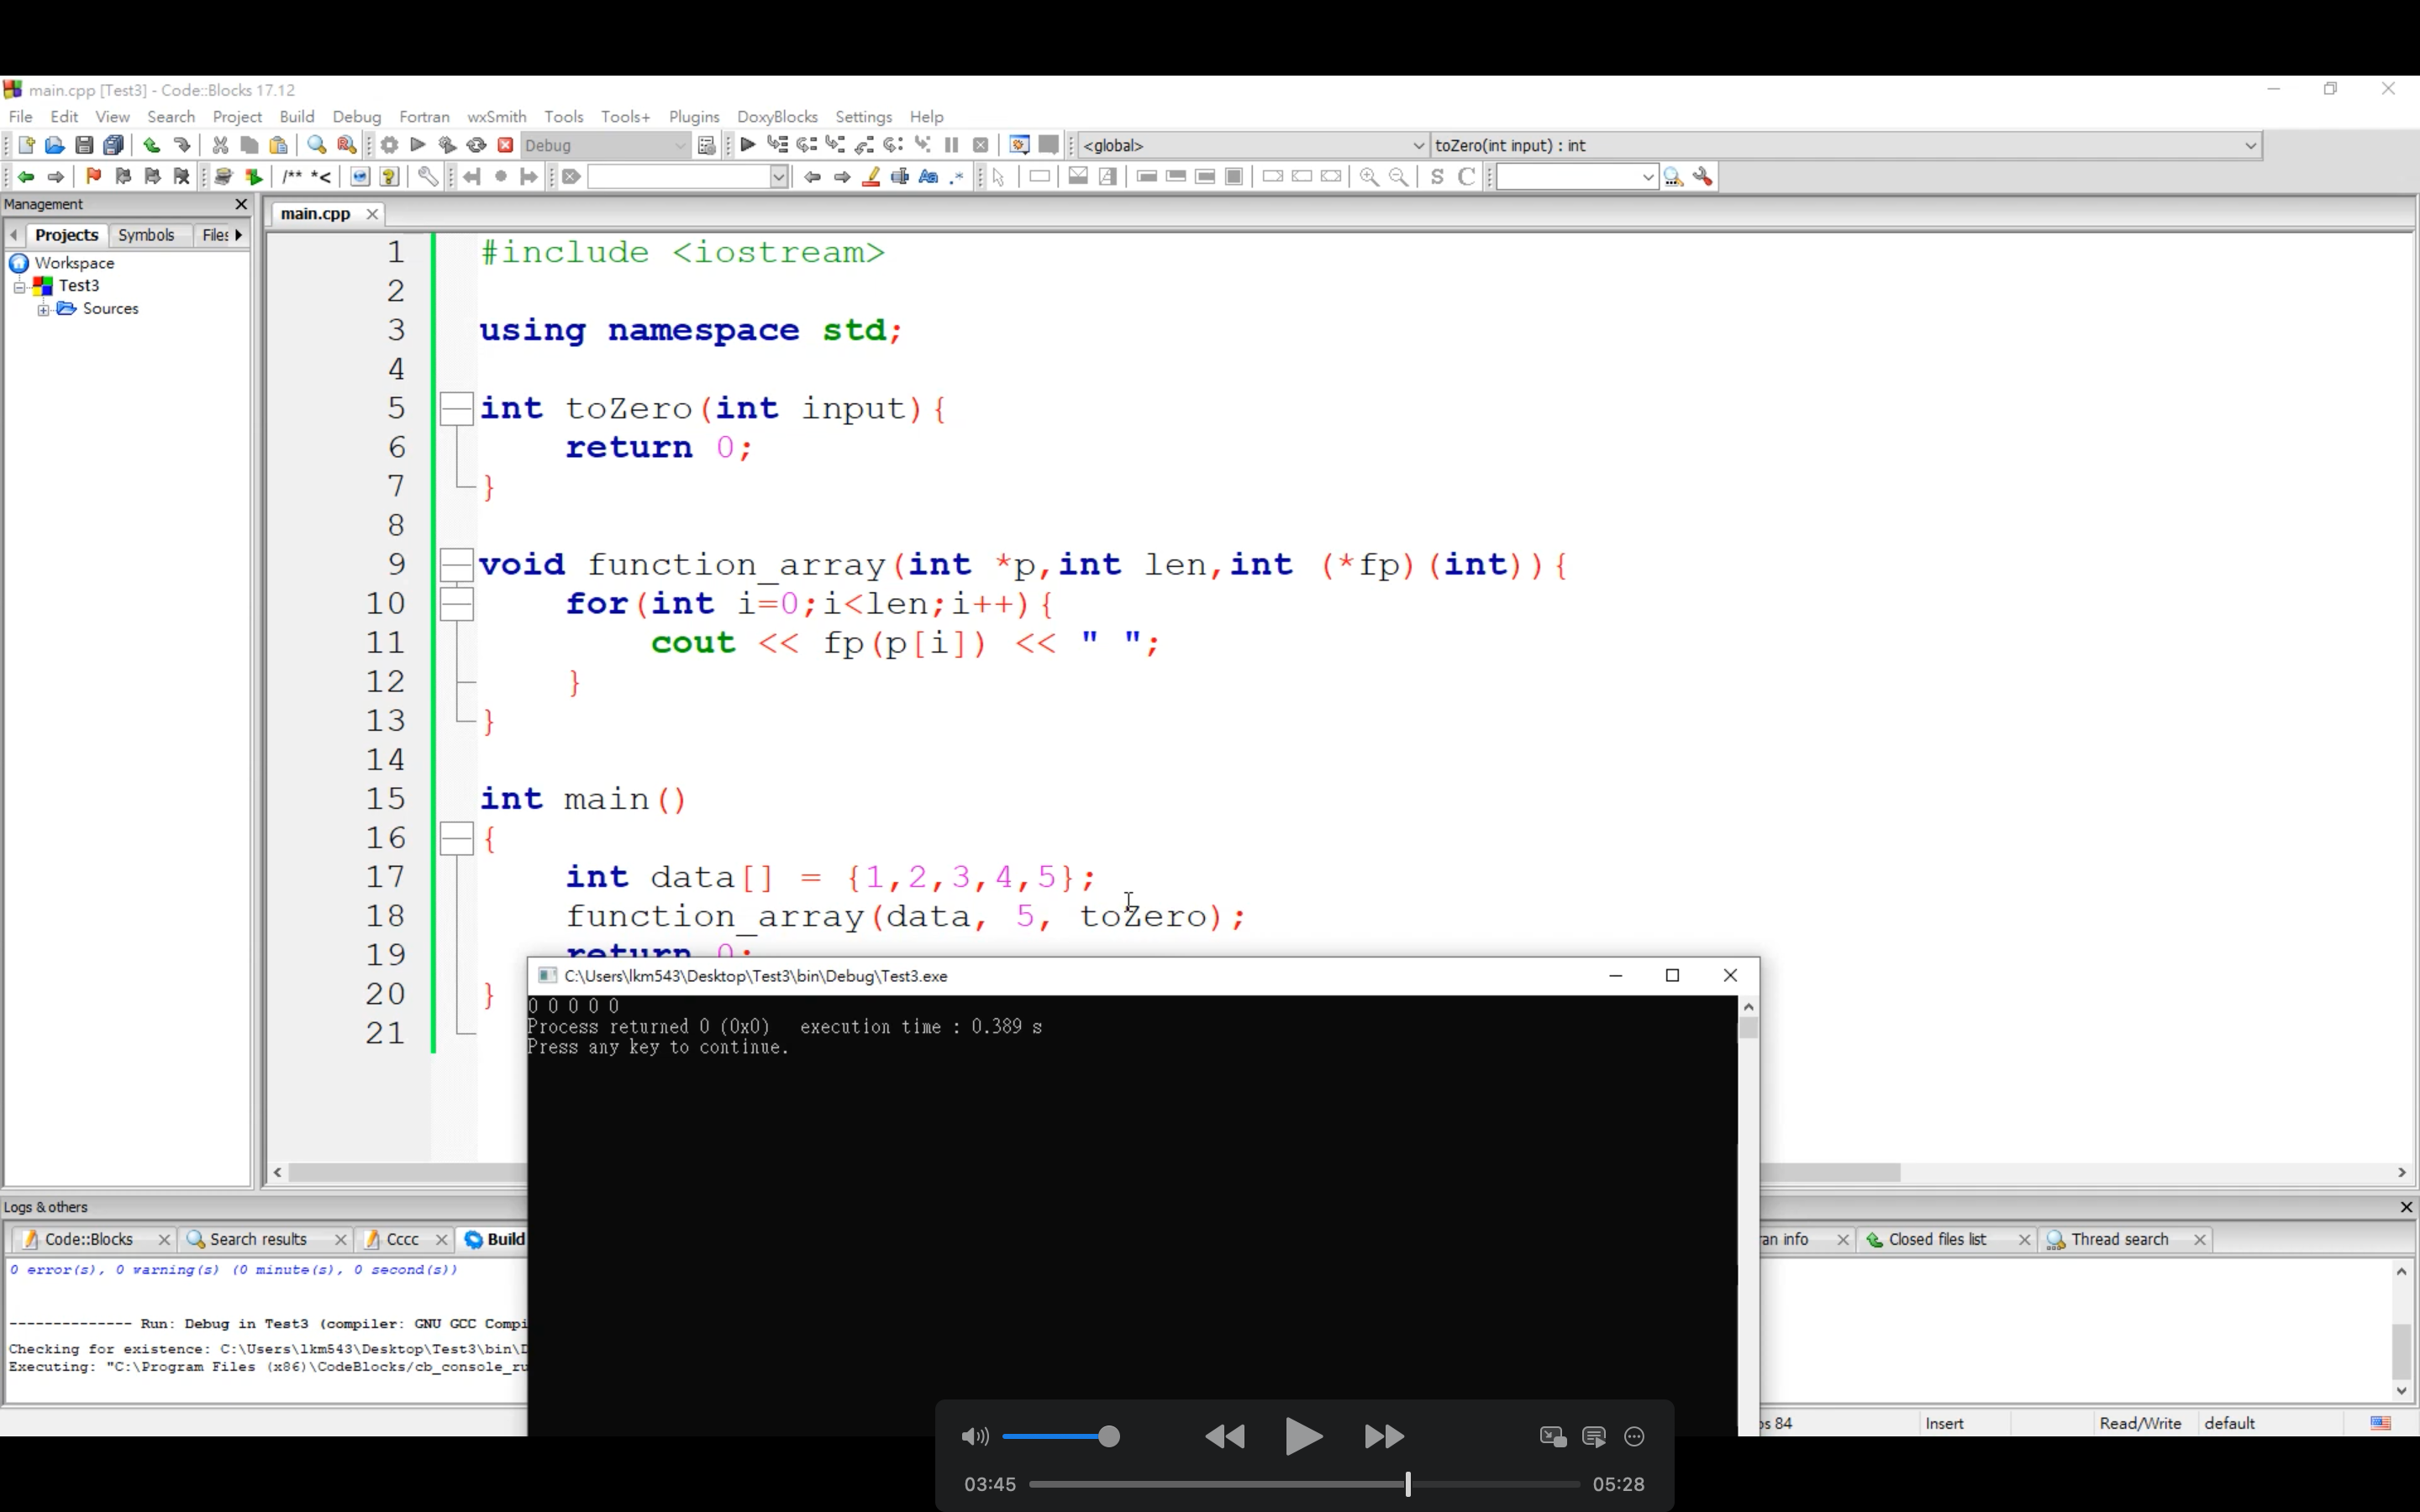 main.cpp [Test3] - Code::Blocks 17.12
File Edit View Search Project Build Debug Fortran wxSmith Tools Tools+ Plugins DoxyBlocks Settings Help
Debug <global> toZero(int input) : int
/** *< Aa .* S C
Management
main.cpp
Projects Symbols Files
Workspace
Test3
Sources
1 #include <iostream>
2
3 using namespace std;
4
5 int toZero(int input){
6 return 0;
7 }
8
9 void function_array(int *p,int len,int (*fp)(int)){
10 for(int i=0;i<len;i++){
11 cout << fp(p[i]) << " ";
12 }
13 }
14
15 int main()
16 {
17 int data[] = {1,2,3,4,5};
18 function_array(data, 5, toZero);
19 return 0;
20 }
21
C:\Users\lkm543\Desktop\Test3\bin\Debug\Test3.exe
0 0 0 0 0
Process returned 0 (0x0) execution time : 0.389 s
Press any key to continue.
Logs & others
Code::Blocks Search results Cccc Build an info Closed files list Thread search
0 error(s), 0 warning(s) (0 minute(s), 0 second(s))
-------------- Run: Debug in Test3 (compiler: GNU GCC Compi
Checking for existence: C:\Users\lkm543\Desktop\Test3\bin\D
Executing: "C:\Program Files (x86)\CodeBlocks/cb_console_ru
os 84 Insert Read/Write default
03:45 05:28